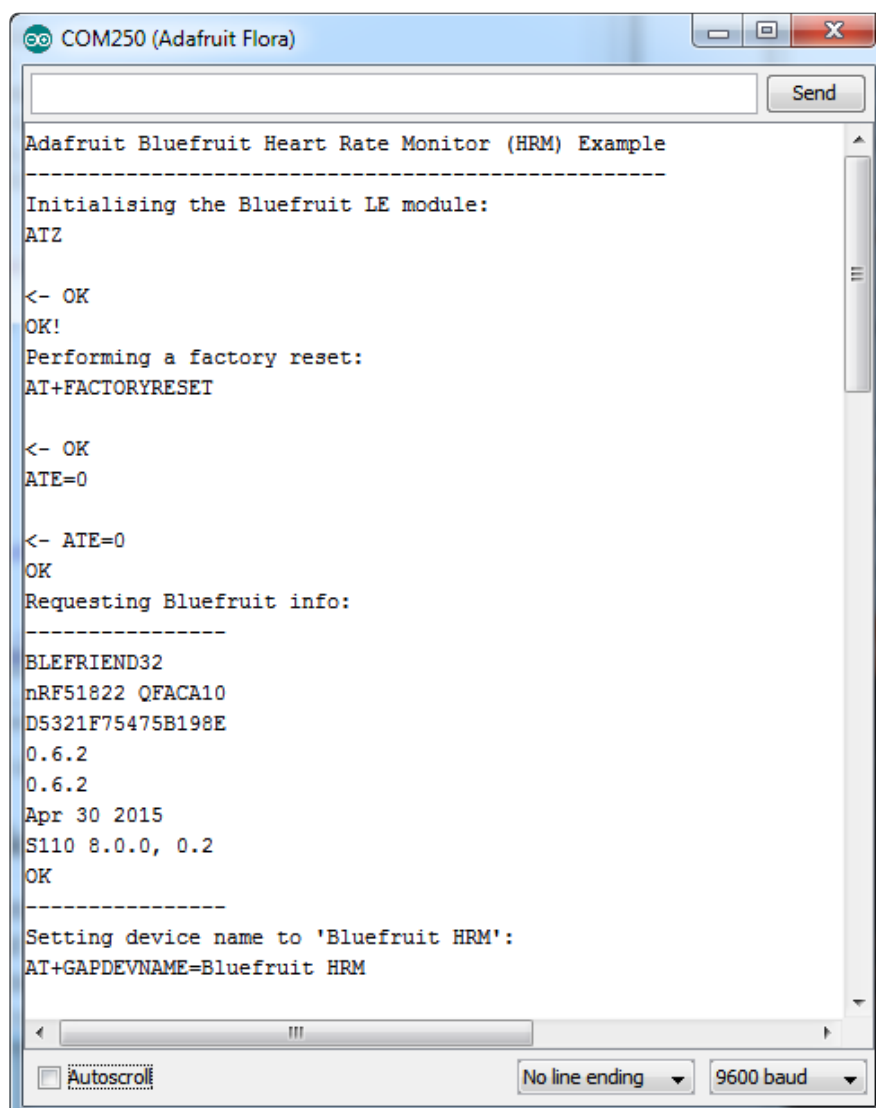 COM250 (Adafruit Flora)
Send
Adafruit Bluefruit Heart Rate Monitor (HRM) Example
---------------------------------------------------
Initialising the Bluefruit LE module:
ATZ
<- OK
OK!
Performing a factory reset:
AT+FACTORYRESET
<- OK
ATE=0
<- ATE=0
OK
Requesting Bluefruit info:
----------------
BLEFRIEND32
nRF51822 QFACA10
D5321F75475B198E
0.6.2
0.6.2
Apr 30 2015
S110 8.0.0, 0.2
OK
----------------
Setting device name to 'Bluefruit HRM':
AT+GAPDEVNAME=Bluefruit HRM
Autoscroll
No line ending
9600 baud